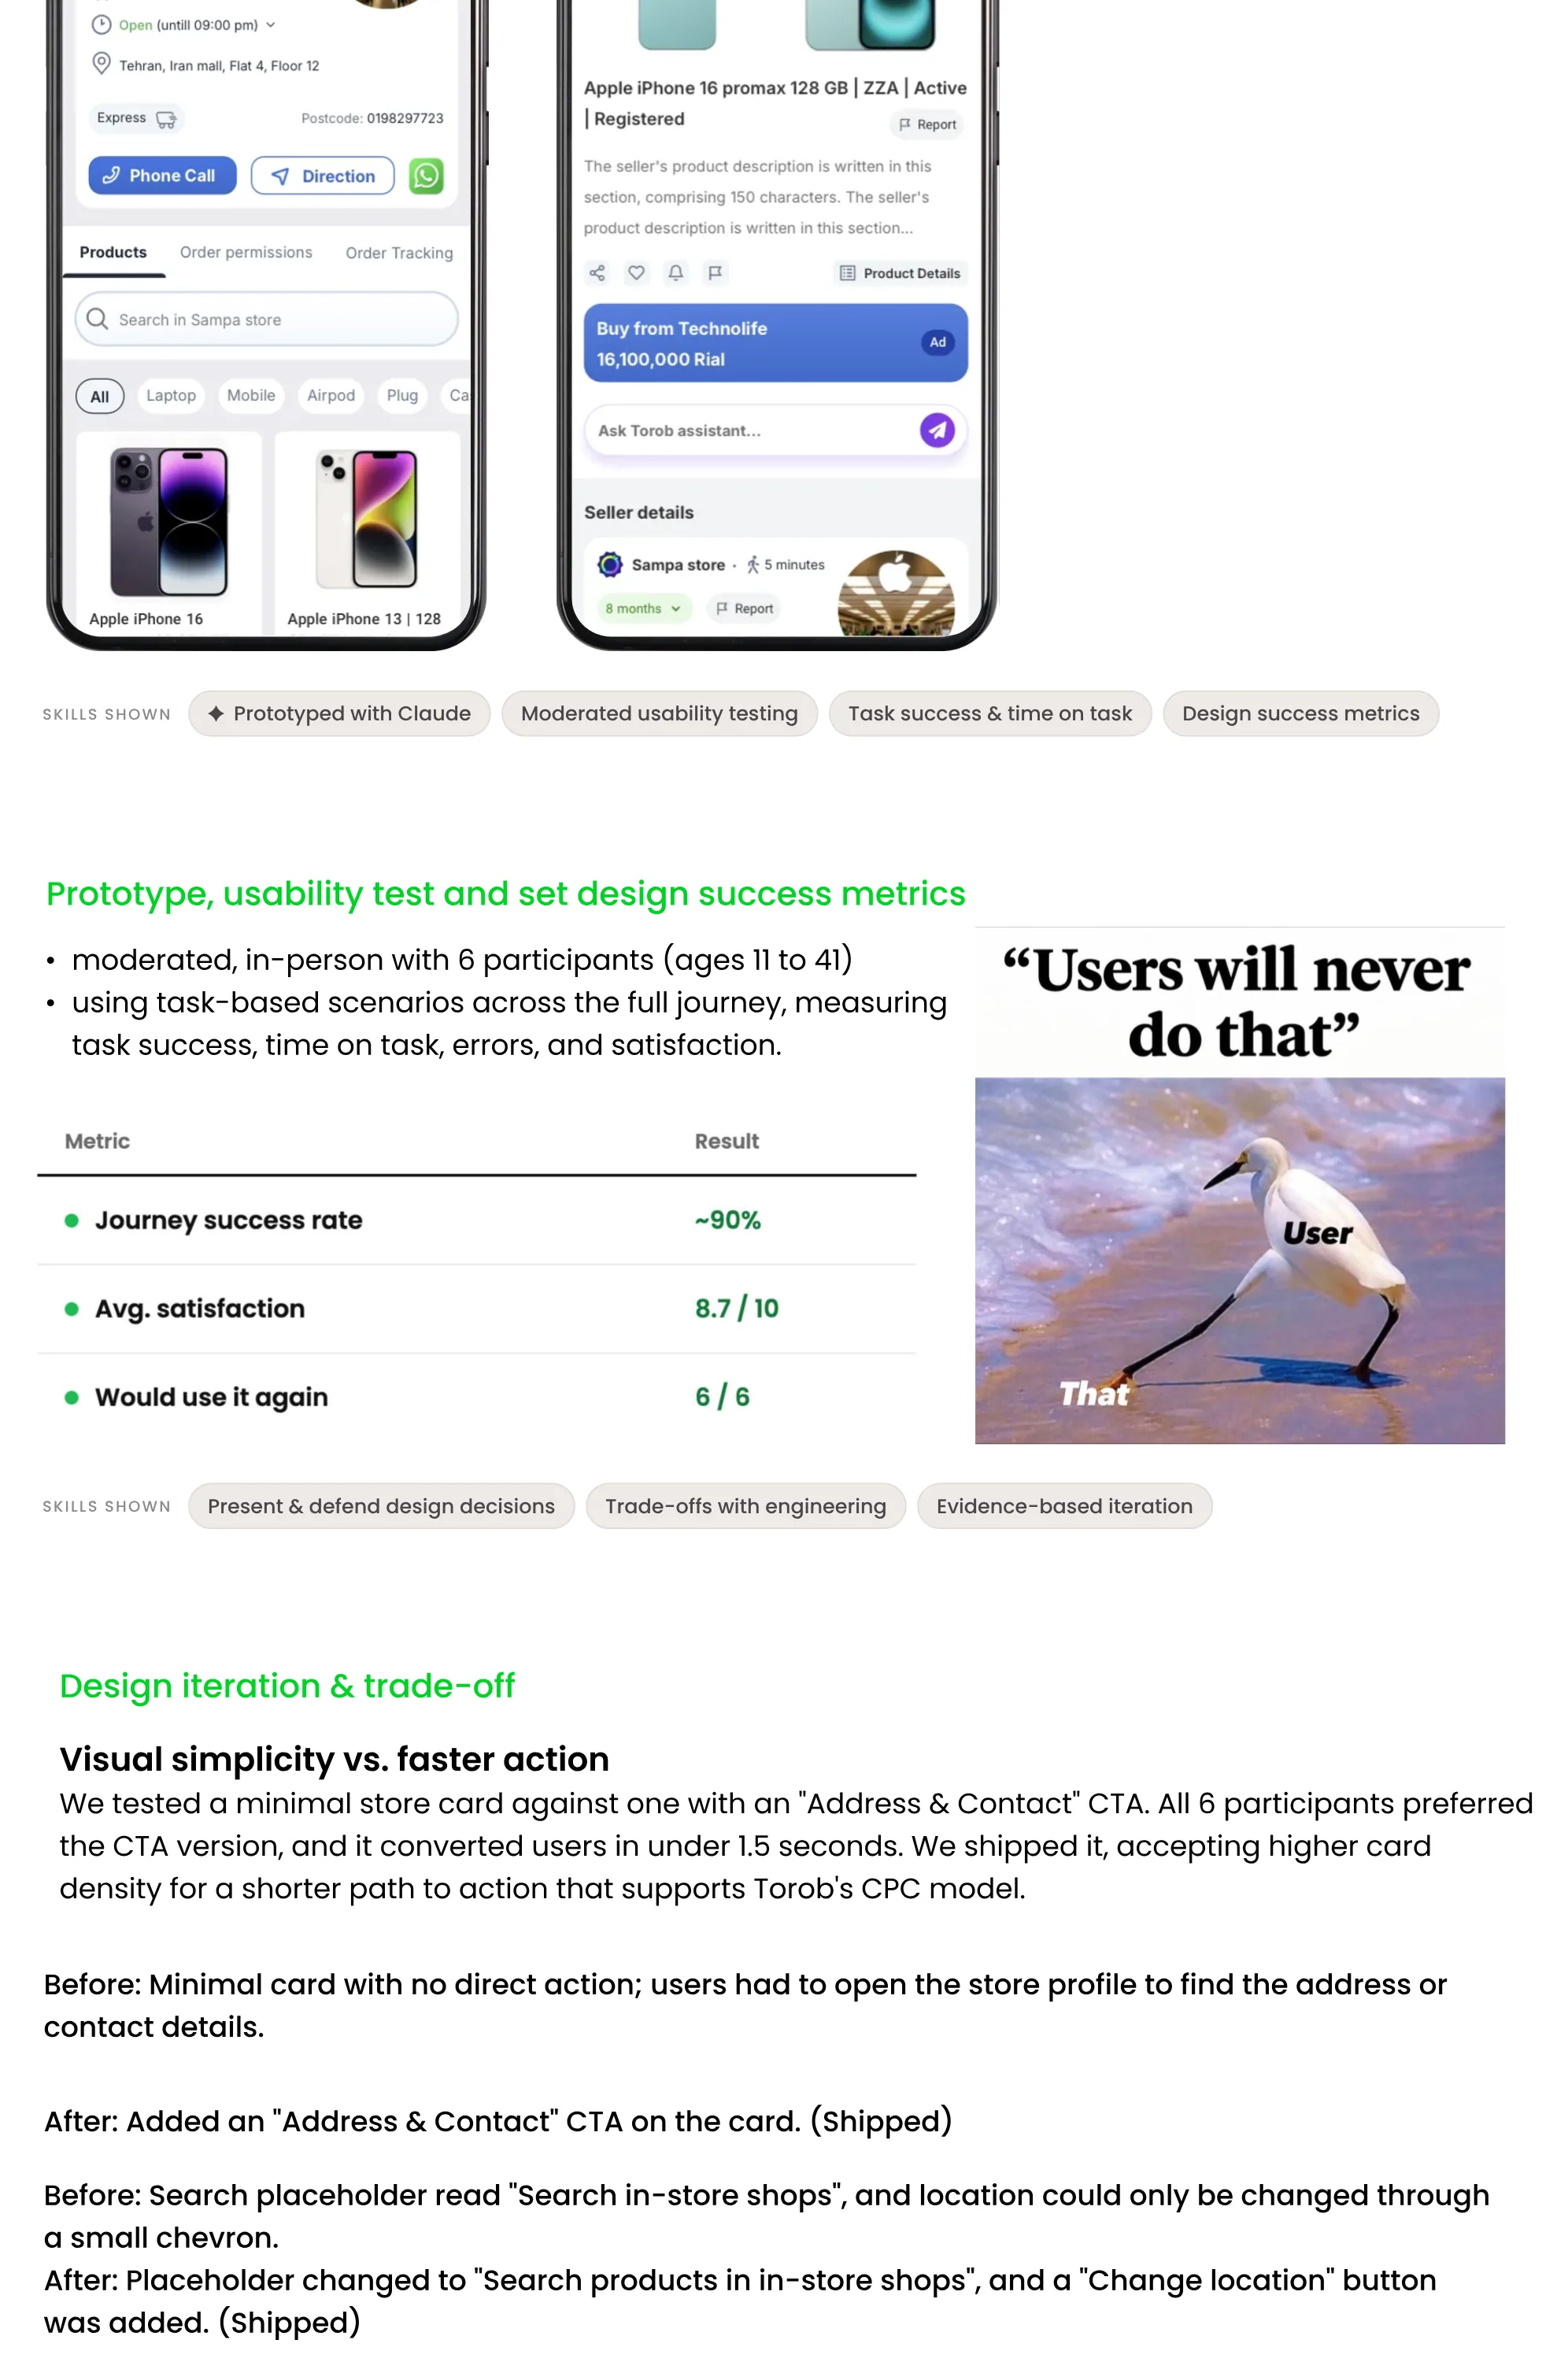 Open (untill 09:00 pm)
Tehran, Iran mall, Flat 4, Floor 12
Express
Postcode: 0198297723
Phone Call
Direction
Products
Order permissions
Order Tracking
Search in Sampa store
All
Laptop
Mobile
Airpod
Plug
Ca
Apple iPhone 16
Apple iPhone 13 | 128
Apple iPhone 16 promax 128 GB | ZZA | Active
| Registered
Report
The seller's product description is written in this
section, comprising 150 characters. The seller's
product description is written in this section...
Product Details
Buy from Technolife
16,100,000 Rial
Ad
Ask Torob assistant...
Seller details
Sampa store · 5 minutes
8 months
Report
SKILLS SHOWN
Prototyped with Claude
Moderated usability testing
Task success & time on task
Design success metrics
Prototype, usability test and set design success metrics
• moderated, in-person with 6 participants (ages 11 to 41)
• using task-based scenarios across the full journey, measuring
task success, time on task, errors, and satisfaction.
Metric
Result
Journey success rate
~90%
Avg. satisfaction
8.7 / 10
Would use it again
6 / 6
“Users will never
do that”
User
That
SKILLS SHOWN
Present & defend design decisions
Trade-offs with engineering
Evidence-based iteration
Design iteration & trade-off
Visual simplicity vs. faster action
We tested a minimal store card against one with an "Address & Contact" CTA. All 6 participants preferred
the CTA version, and it converted users in under 1.5 seconds. We shipped it, accepting higher card
density for a shorter path to action that supports Torob's CPC model.
Before: Minimal card with no direct action; users had to open the store profile to find the address or
contact details.
After: Added an "Address & Contact" CTA on the card. (Shipped)
Before: Search placeholder read "Search in-store shops", and location could only be changed through
a small chevron.
After: Placeholder changed to "Search products in in-store shops", and a "Change location" button
was added. (Shipped)